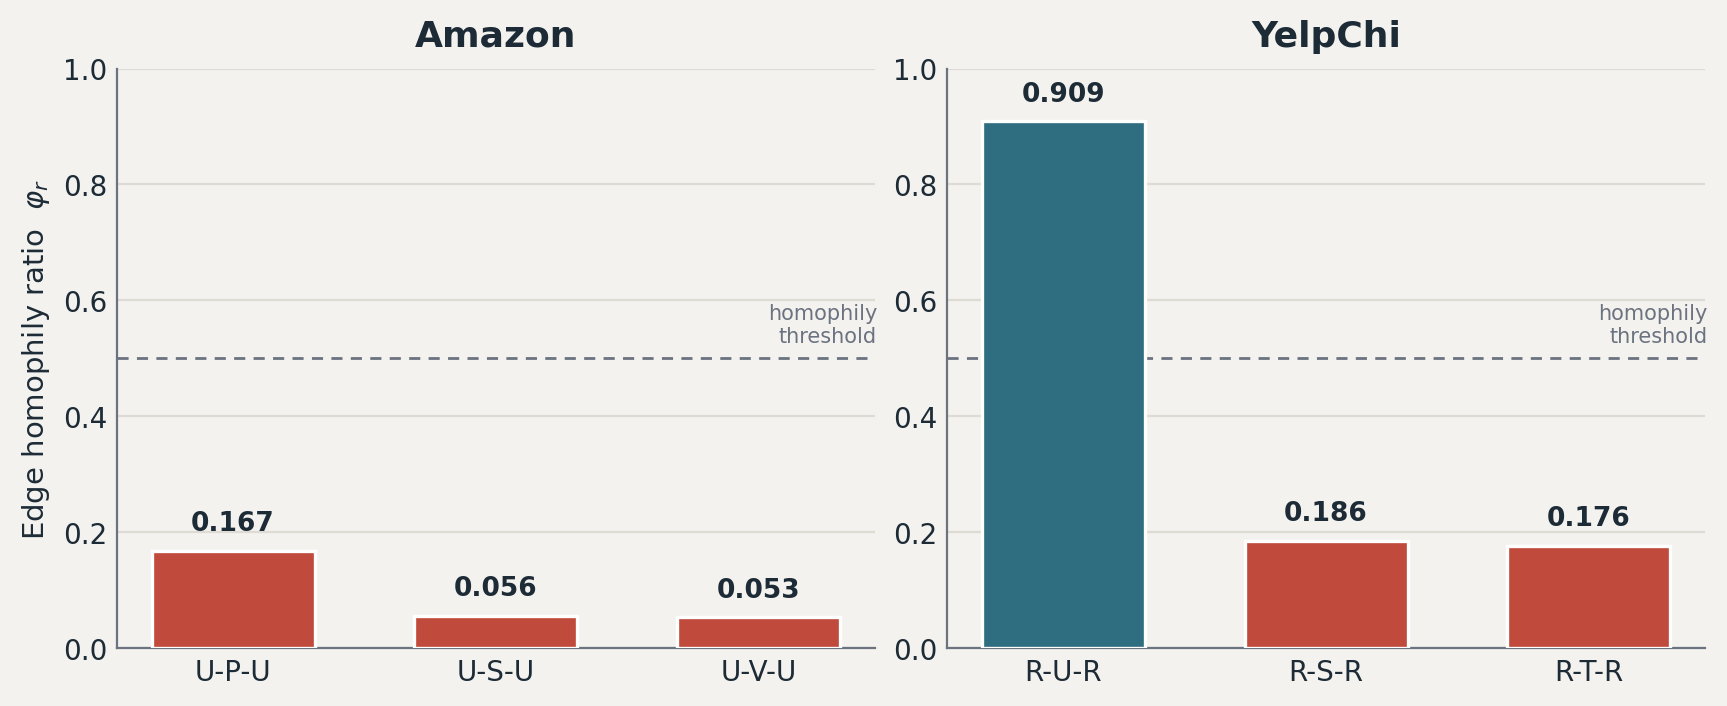 Amazon
Edge homophily ratio φr
1.0
0.8
0.6
0.4
0.2
0.0
homophily
threshold
0.167
0.056
0.053
U-P-U
U-S-U
U-V-U
YelpChi
1.0
0.8
0.6
0.4
0.2
0.0
0.909
homophily
threshold
0.186
0.176
R-U-R
R-S-R
R-T-R